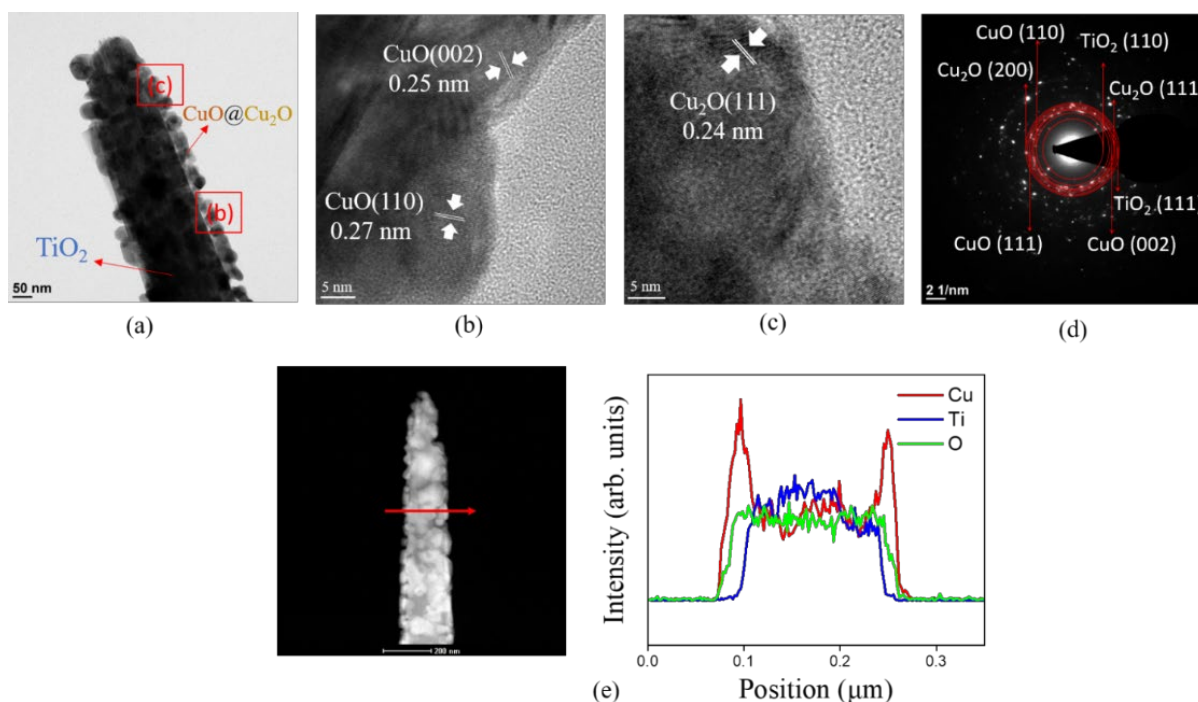 (c)
CuO@Cu₂O
(b)
TiO₂
50 nm
(a)
CuO(002)
0.25 nm
CuO(110)
0.27 nm
5 nm
(b)
Cu₂O(111)
0.24 nm
5 nm
(c)
CuO (110)
TiO₂ (110)
Cu₂O (200)
Cu₂O (111)
TiO₂ (111)
CuO (111)
CuO (002)
2 1/nm
(d)
200 nm
Intensity (arb. units)
Cu
Ti
O
0.0 0.1 0.2 0.3
Position (μm)
(e)